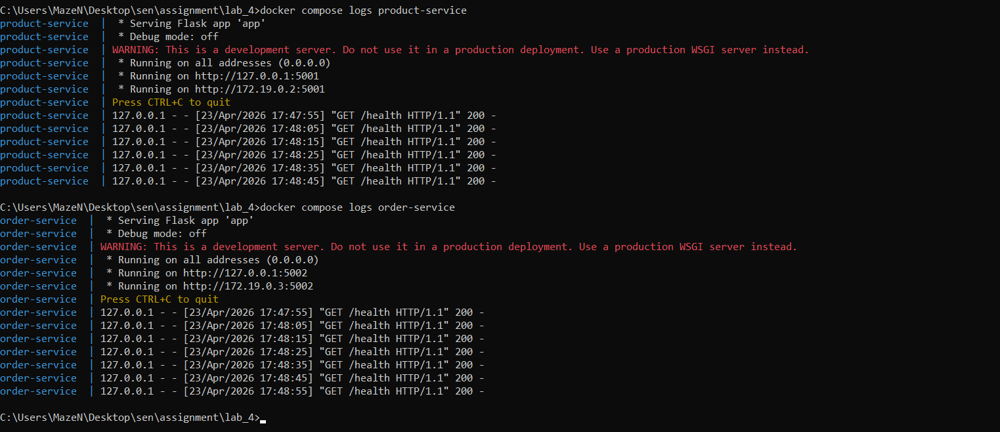 C:\Users\MazeN\Desktop\sen\assignment\lab_4>docker compose logs product-service
product-service  |  * Serving Flask app 'app'
product-service  |  * Debug mode: off
product-service  | WARNING: This is a development server. Do not use it in a production deployment. Use a production WSGI server instead.
product-service  |  * Running on all addresses (0.0.0.0)
product-service  |  * Running on http://127.0.0.1:5001
product-service  |  * Running on http://172.19.0.2:5001
product-service  | Press CTRL+C to quit
product-service  | 127.0.0.1 - - [23/Apr/2026 17:47:55] "GET /health HTTP/1.1" 200 -
product-service  | 127.0.0.1 - - [23/Apr/2026 17:48:05] "GET /health HTTP/1.1" 200 -
product-service  | 127.0.0.1 - - [23/Apr/2026 17:48:15] "GET /health HTTP/1.1" 200 -
product-service  | 127.0.0.1 - - [23/Apr/2026 17:48:25] "GET /health HTTP/1.1" 200 -
product-service  | 127.0.0.1 - - [23/Apr/2026 17:48:35] "GET /health HTTP/1.1" 200 -
product-service  | 127.0.0.1 - - [23/Apr/2026 17:48:45] "GET /health HTTP/1.1" 200 -
C:\Users\MazeN\Desktop\sen\assignment\lab_4>docker compose logs order-service
order-service  |  * Serving Flask app 'app'
order-service  |  * Debug mode: off
order-service  | WARNING: This is a development server. Do not use it in a production deployment. Use a production WSGI server instead.
order-service  |  * Running on all addresses (0.0.0.0)
order-service  |  * Running on http://127.0.0.1:5002
order-service  |  * Running on http://172.19.0.3:5002
order-service  | Press CTRL+C to quit
order-service  | 127.0.0.1 - - [23/Apr/2026 17:47:55] "GET /health HTTP/1.1" 200 -
order-service  | 127.0.0.1 - - [23/Apr/2026 17:48:05] "GET /health HTTP/1.1" 200 -
order-service  | 127.0.0.1 - - [23/Apr/2026 17:48:15] "GET /health HTTP/1.1" 200 -
order-service  | 127.0.0.1 - - [23/Apr/2026 17:48:25] "GET /health HTTP/1.1" 200 -
order-service  | 127.0.0.1 - - [23/Apr/2026 17:48:35] "GET /health HTTP/1.1" 200 -
order-service  | 127.0.0.1 - - [23/Apr/2026 17:48:45] "GET /health HTTP/1.1" 200 -
order-service  | 127.0.0.1 - - [23/Apr/2026 17:48:55] "GET /health HTTP/1.1" 200 -
C:\Users\MazeN\Desktop\sen\assignment\lab_4>